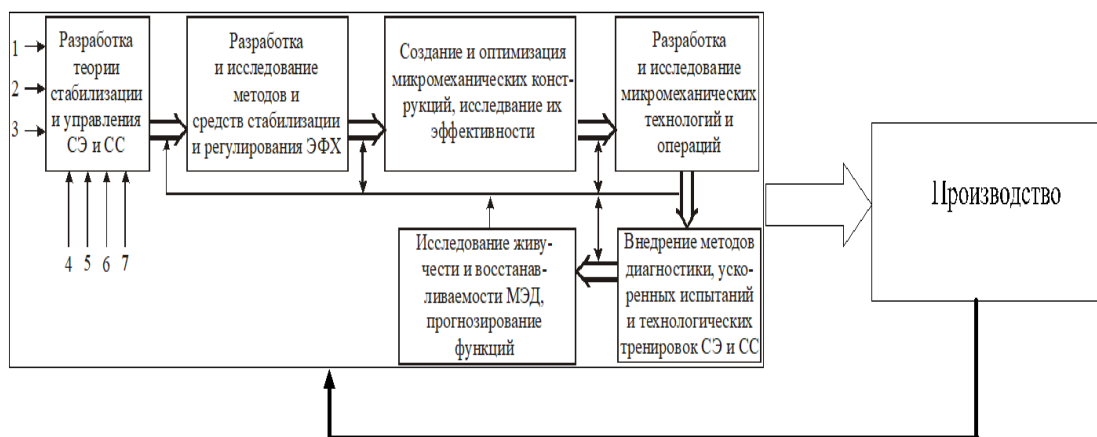 1
2
3
Разработка
теории
стабилизации
и управления
СЭ и СС
4 5 6 7
Разработка
и исследование
методов и
средств стабилизации
и регулирования ЭФХ
Создание и оптимизация
микромеханических конст-
рукций, исследвание их
эффективности
Разработка
и исследование
микромеханических
технологий и
операций
Исследование живу-
чести и восстанав-
ливаемости МЭД,
прогнозирование
функций
Внедрение методов
диагностики, уско-
ренных испытаний
и технологических
тренировок СЭ и СС
Производство